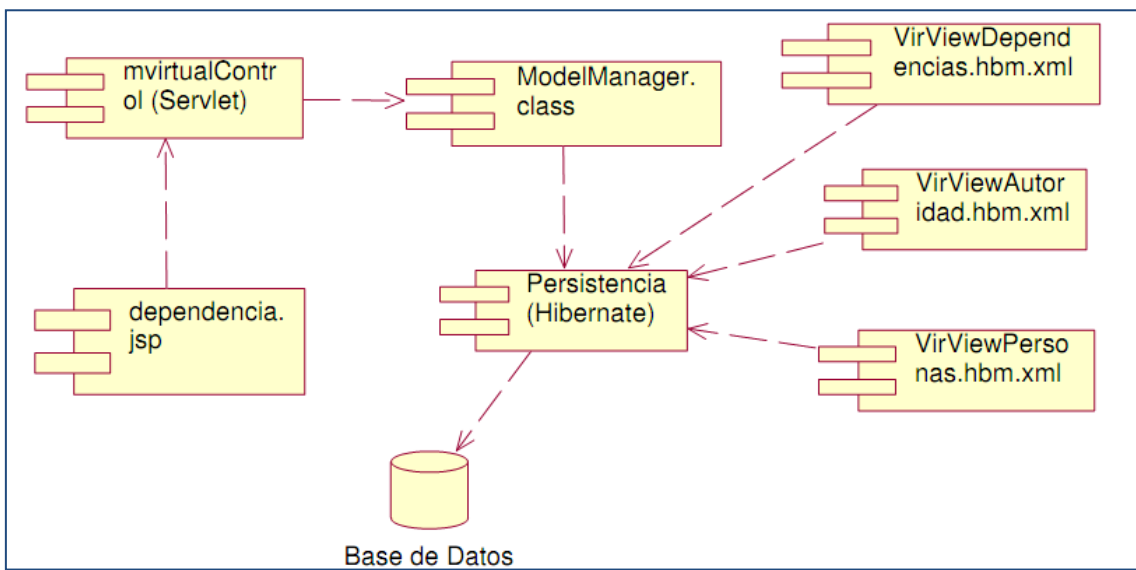 mvirtualContr
ol (Servlet)
ModelManager.
class
VirViewDepend
encias.hbm.xml
VirViewAutor
idad.hbm.xml
dependencia.
jsp
Persistencia
(Hibernate)
VirViewPerso
nas.hbm.xml
Base de Datos